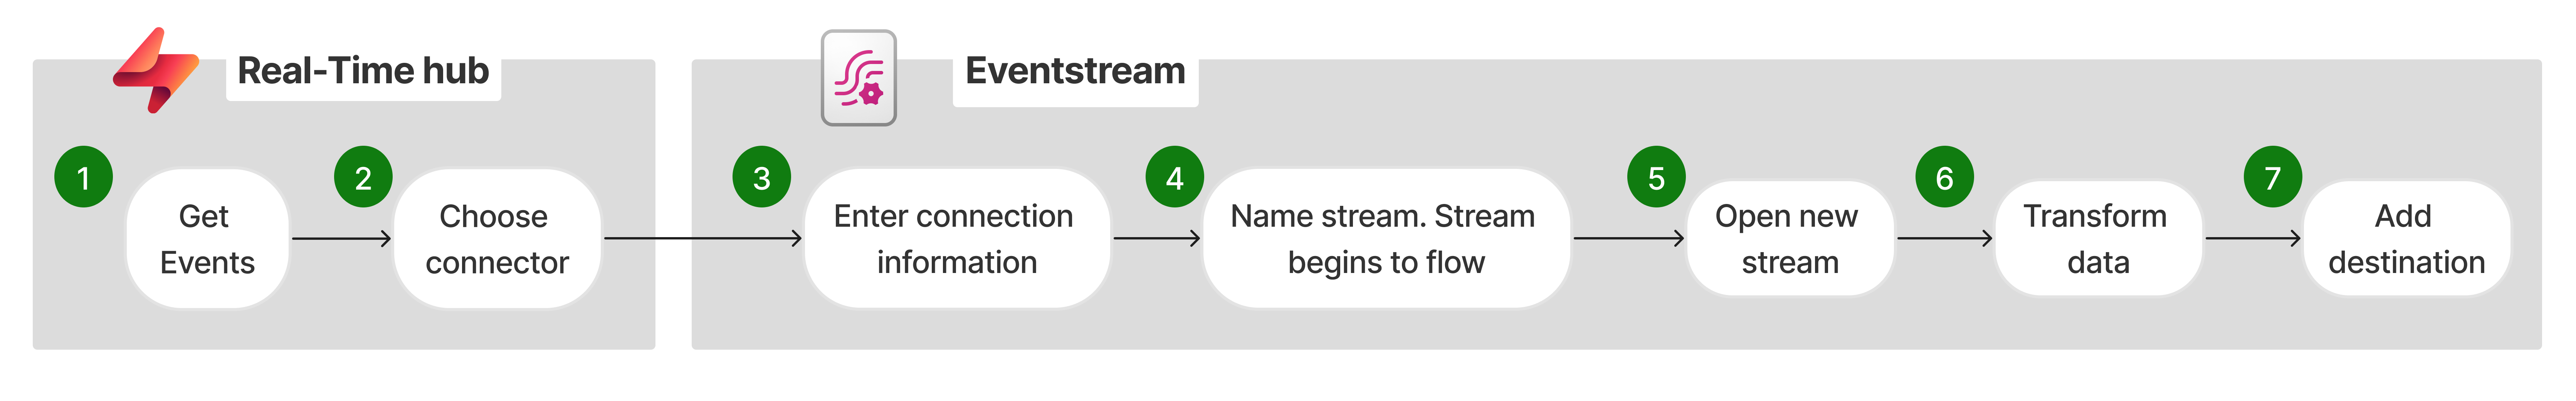 Real-Time hub
1
Get
Events
2
Choose
connector
Eventstream
3
Enter connection
information
4
Name stream. Stream
begins to flow
5
Open new
stream
6
Transform
data
7
Add
destination